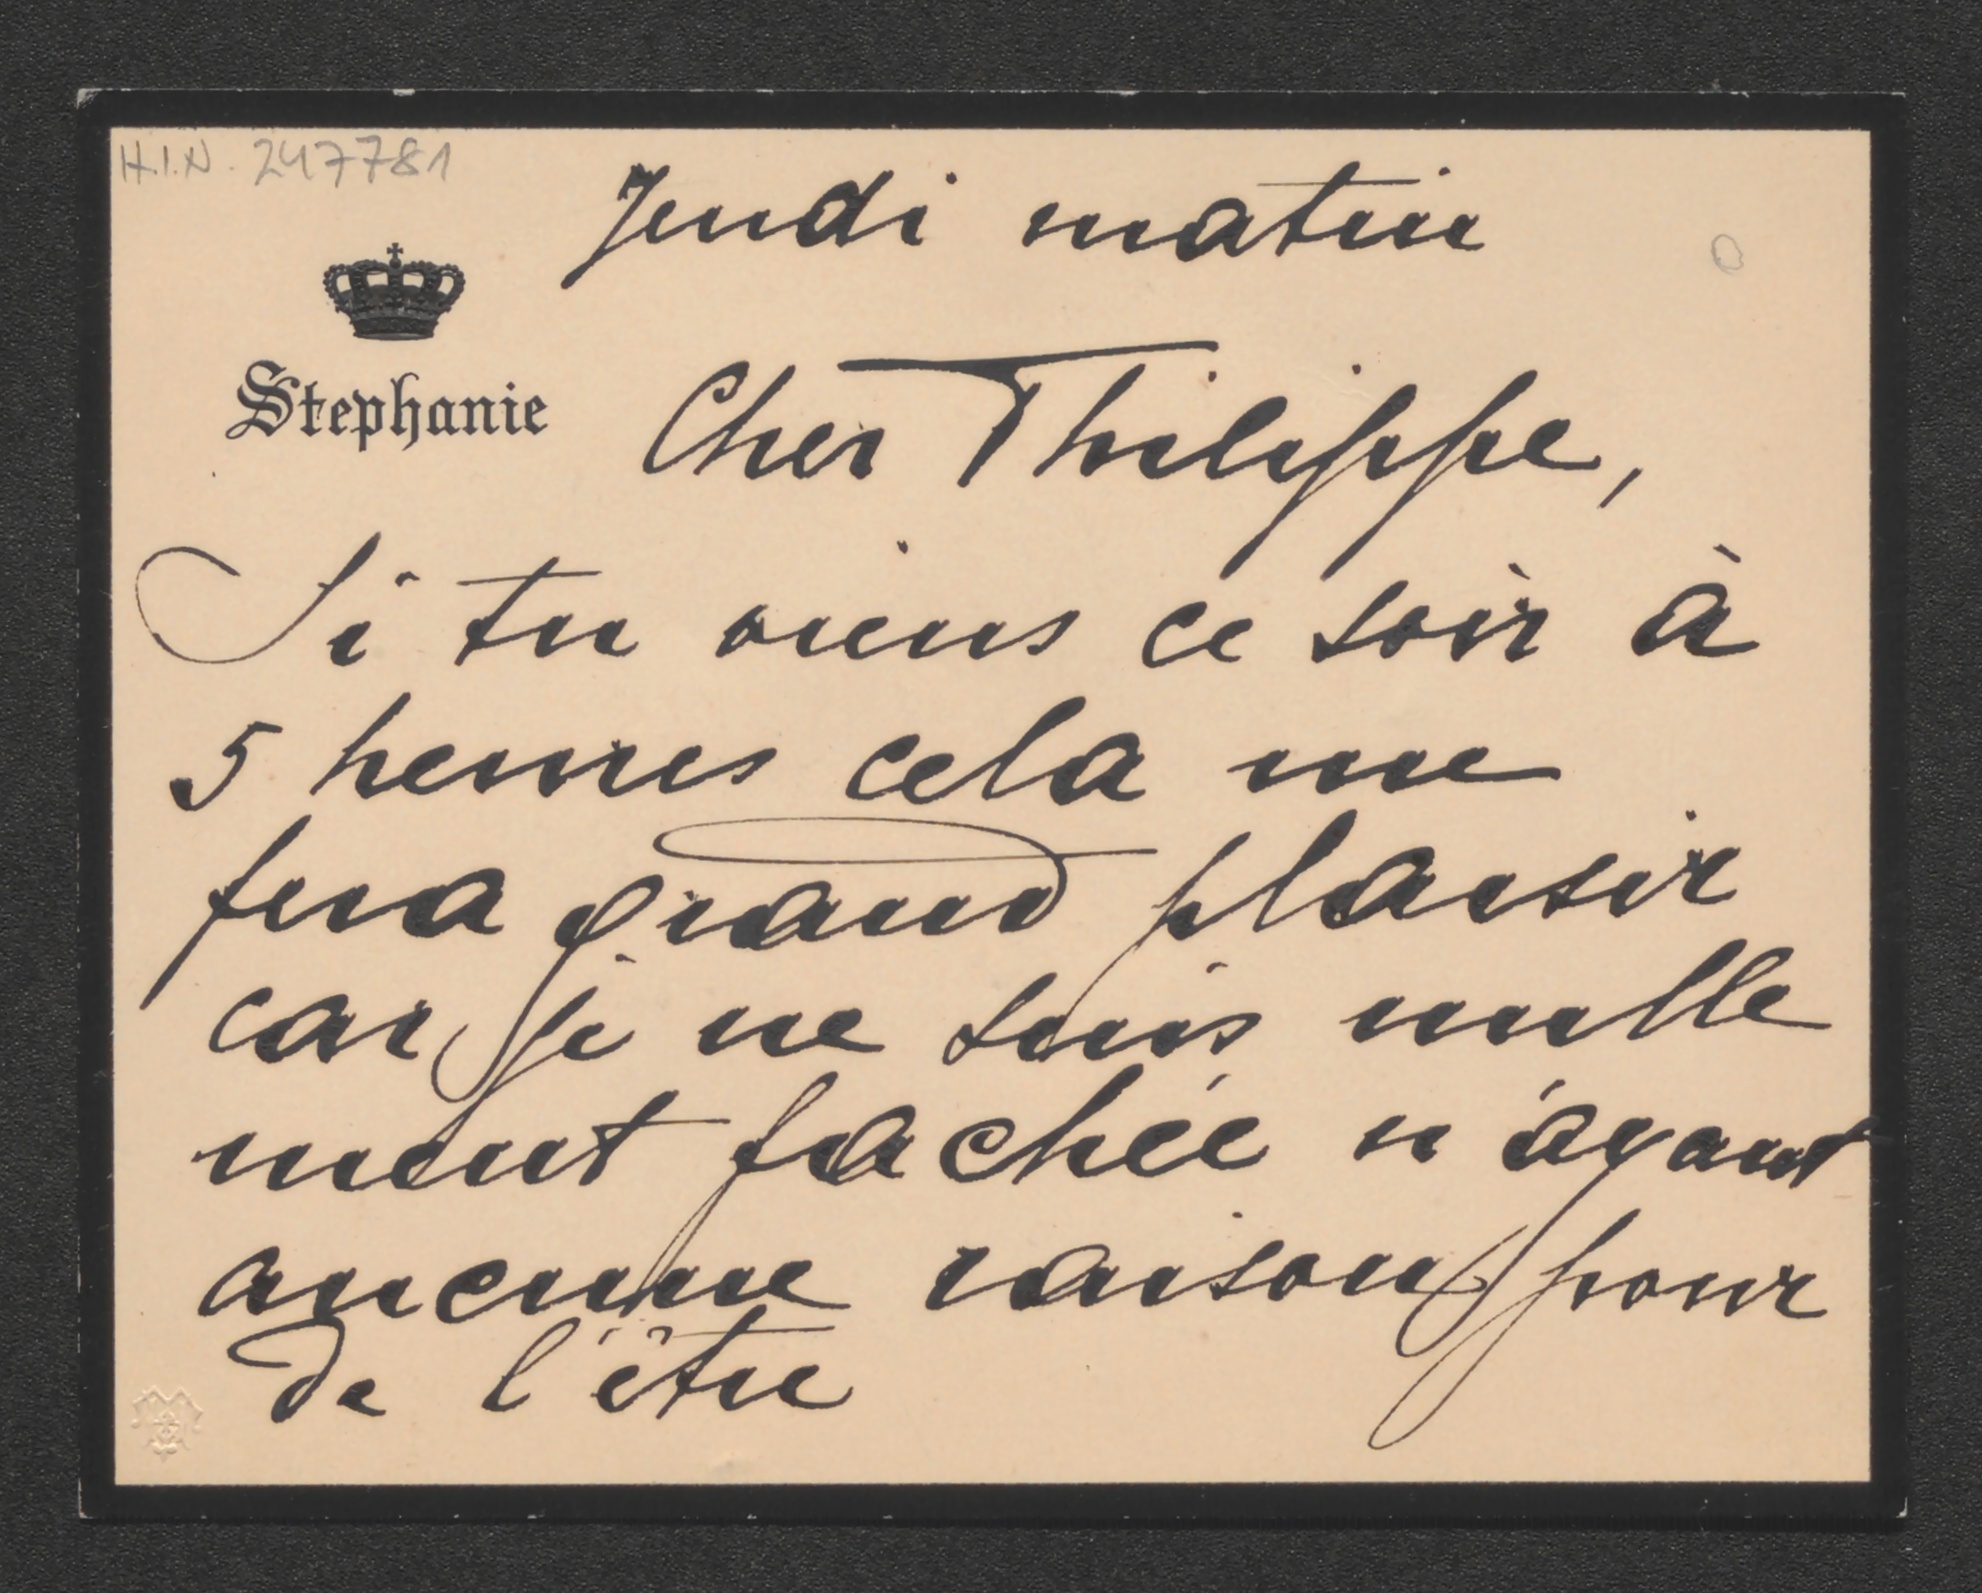 H.I.N. 247781
Jeudi matin
Stephanie
Cher Philippe,
Si tu viens ce soir à
5 heures cela me
fera grand plaisir
car je ne suis nulle
ment fachée n'ayant
aucune raison pour
de l'être